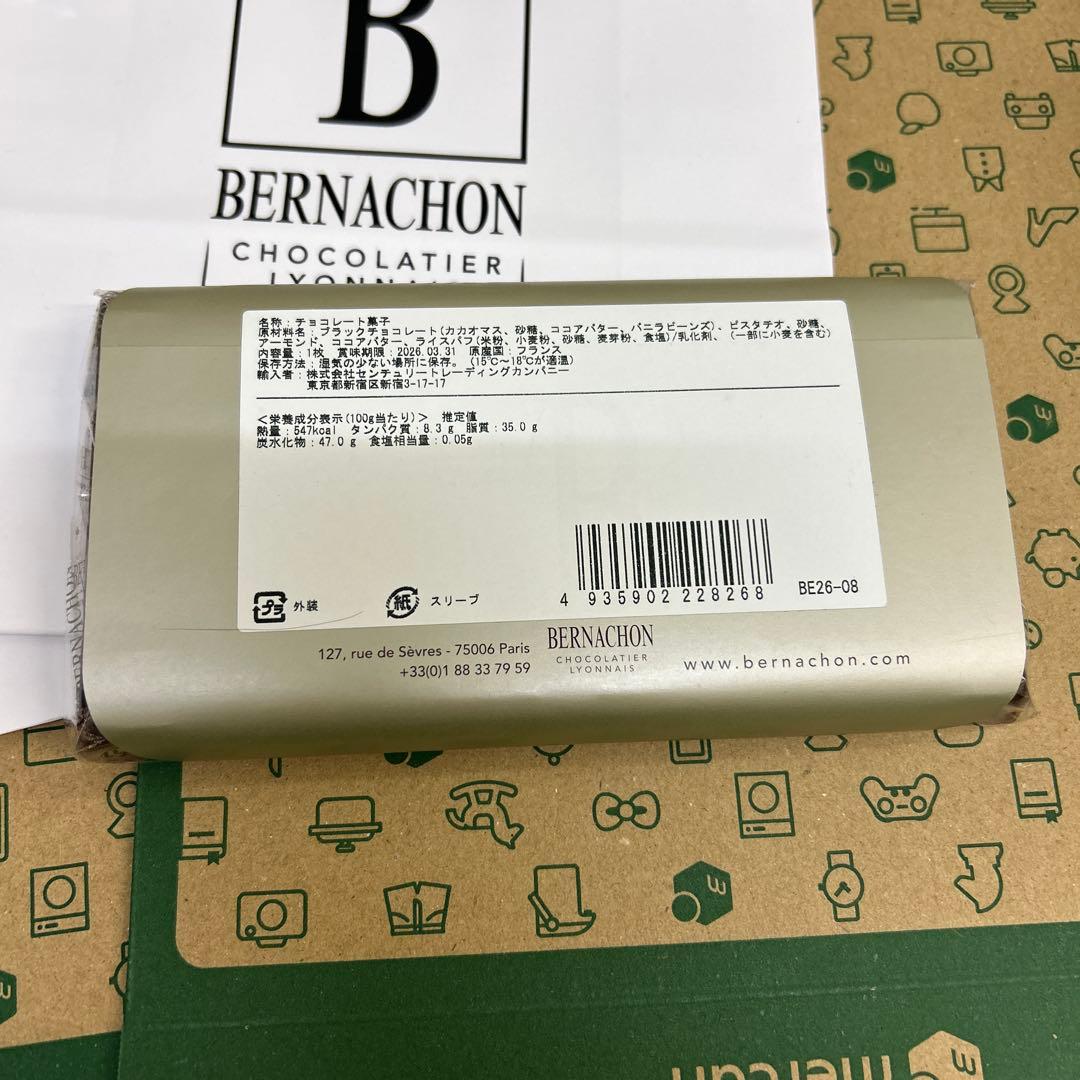 B
BERNACHON
CHOCOLATIER
LYONNAIS
名称:チョコレート菓子
原材料名:ブラックチョコレート(カカオマス、砂糖、ココアバター、バニラビーンズ)、ピスタチオ、砂糖、
アーモンド、ココアバター、ライスパフ(米粉、小麦粉、砂糖、麦芽粉、食塩)/乳化剤、(一部に小麦を含む)
内容量:1枚 賞味期限:2026.03.31 原産国:フランス
保存方法:湿気の少ない場所に保存。(15℃～18℃が適温)
輸入者:株式会社センチュリートレーディングカンパニー
東京都新宿区新宿3-17-17
<栄養成分表示(100g当たり)> 推定値
熱量:547kcal タンパク質:8.3g 脂質:35.0g
炭水化物:47.0g 食塩相当量:0.05g
プラ 外装
紙 スリーブ
4 935902 228268
BE26-08
127, rue de Sèvres - 75006 Paris
+33(0)1 88 33 79 59
BERNACHON
CHOCOLATIER
LYONNAIS
www.bernachon.com
BERNACHON
mercari